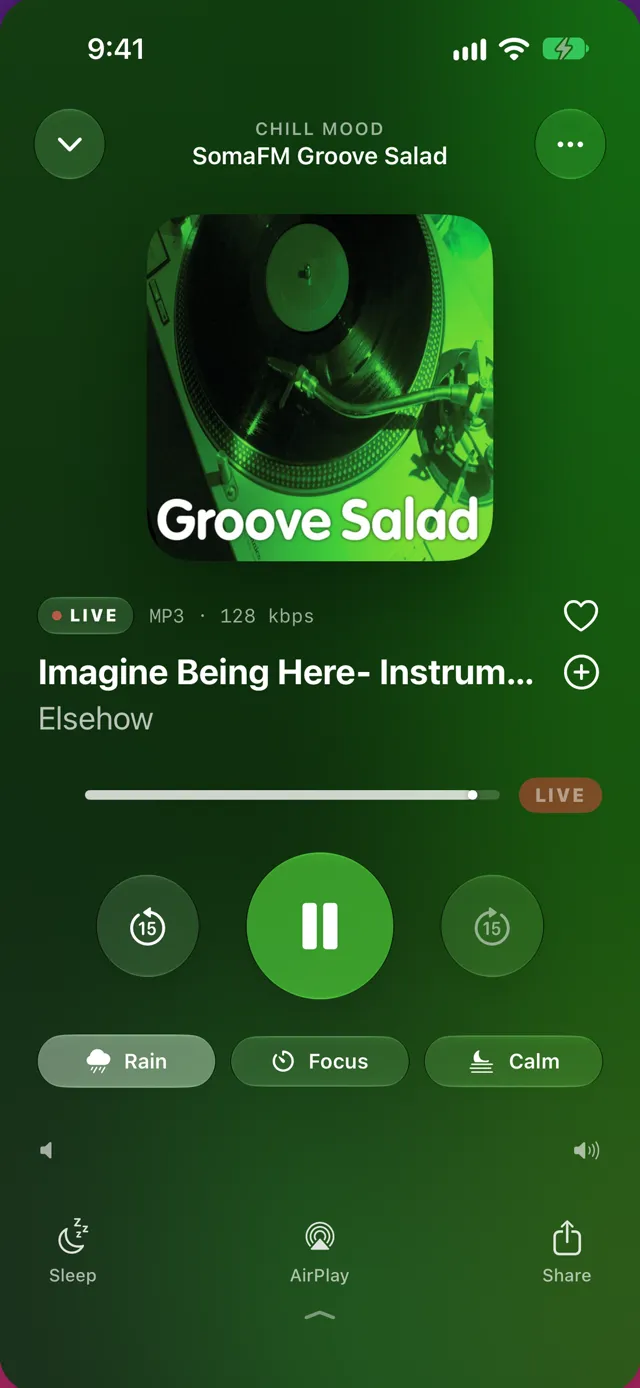 9:41
CHILL MOOD
SomaFM Groove Salad
Groove Salad
LIVE MP3 · 128 kbps
Imagine Being Here- Instrum...
Elsehow
LIVE
15 15
Rain Focus Calm
Sleep AirPlay Share